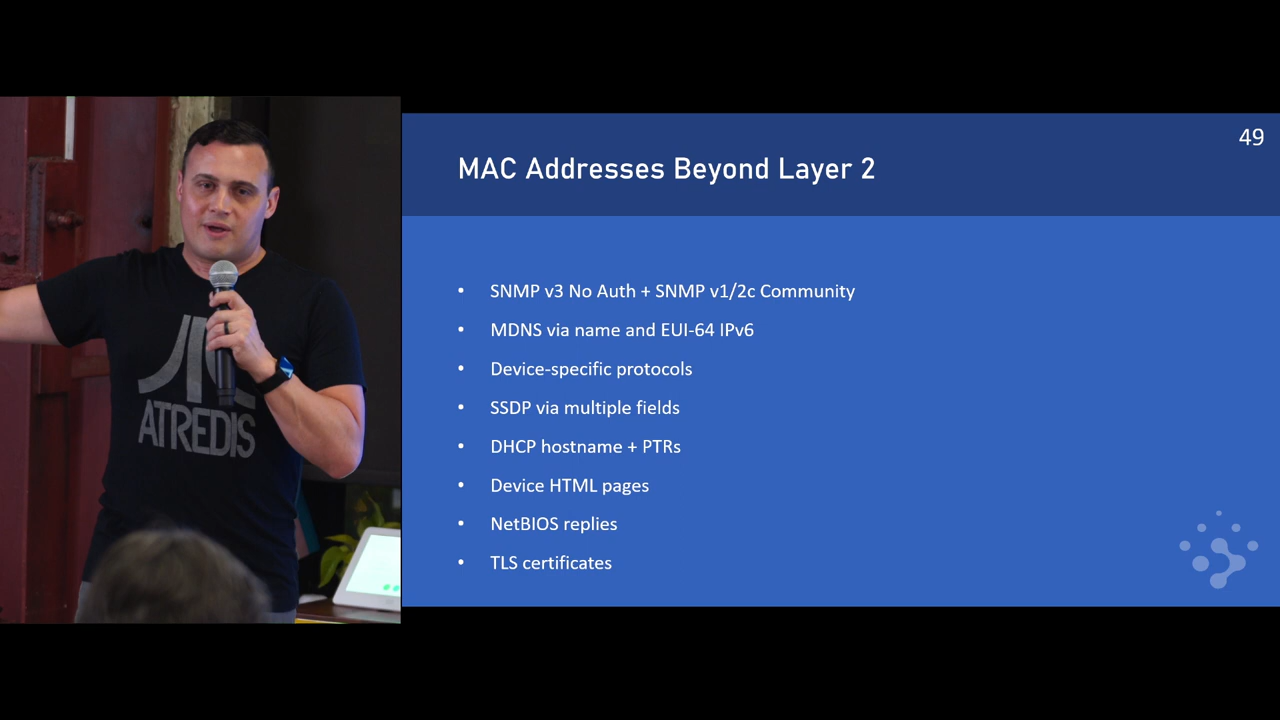 49
MAC Addresses Beyond Layer 2
• SNMP v3 No Auth + SNMP v1/2c Community
• MDNS via name and EUI-64 IPv6
• Device-specific protocols
• SSDP via multiple fields
• DHCP hostname + PTRs
• Device HTML pages
• NetBIOS replies
• TLS certificates
ATREDIS